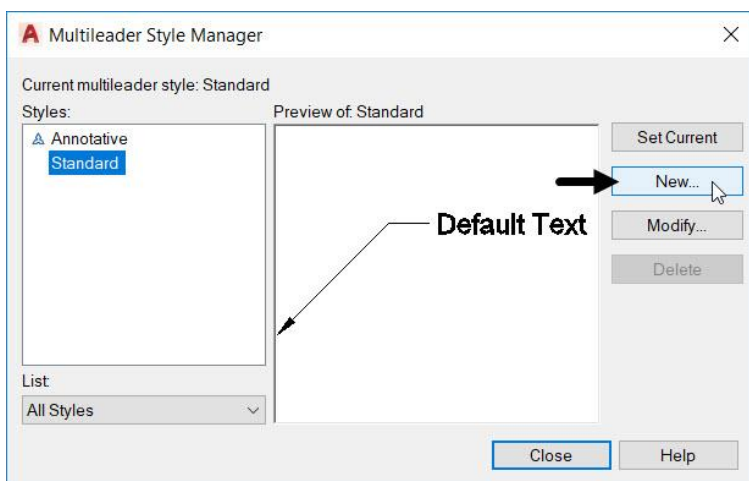 Multileader Style Manager
Current multileader style: Standard
Styles:
Preview of: Standard
Annotative
Standard
Default Text
Set Current
New...
Modify...
Delete
List:
All Styles
Close
Help